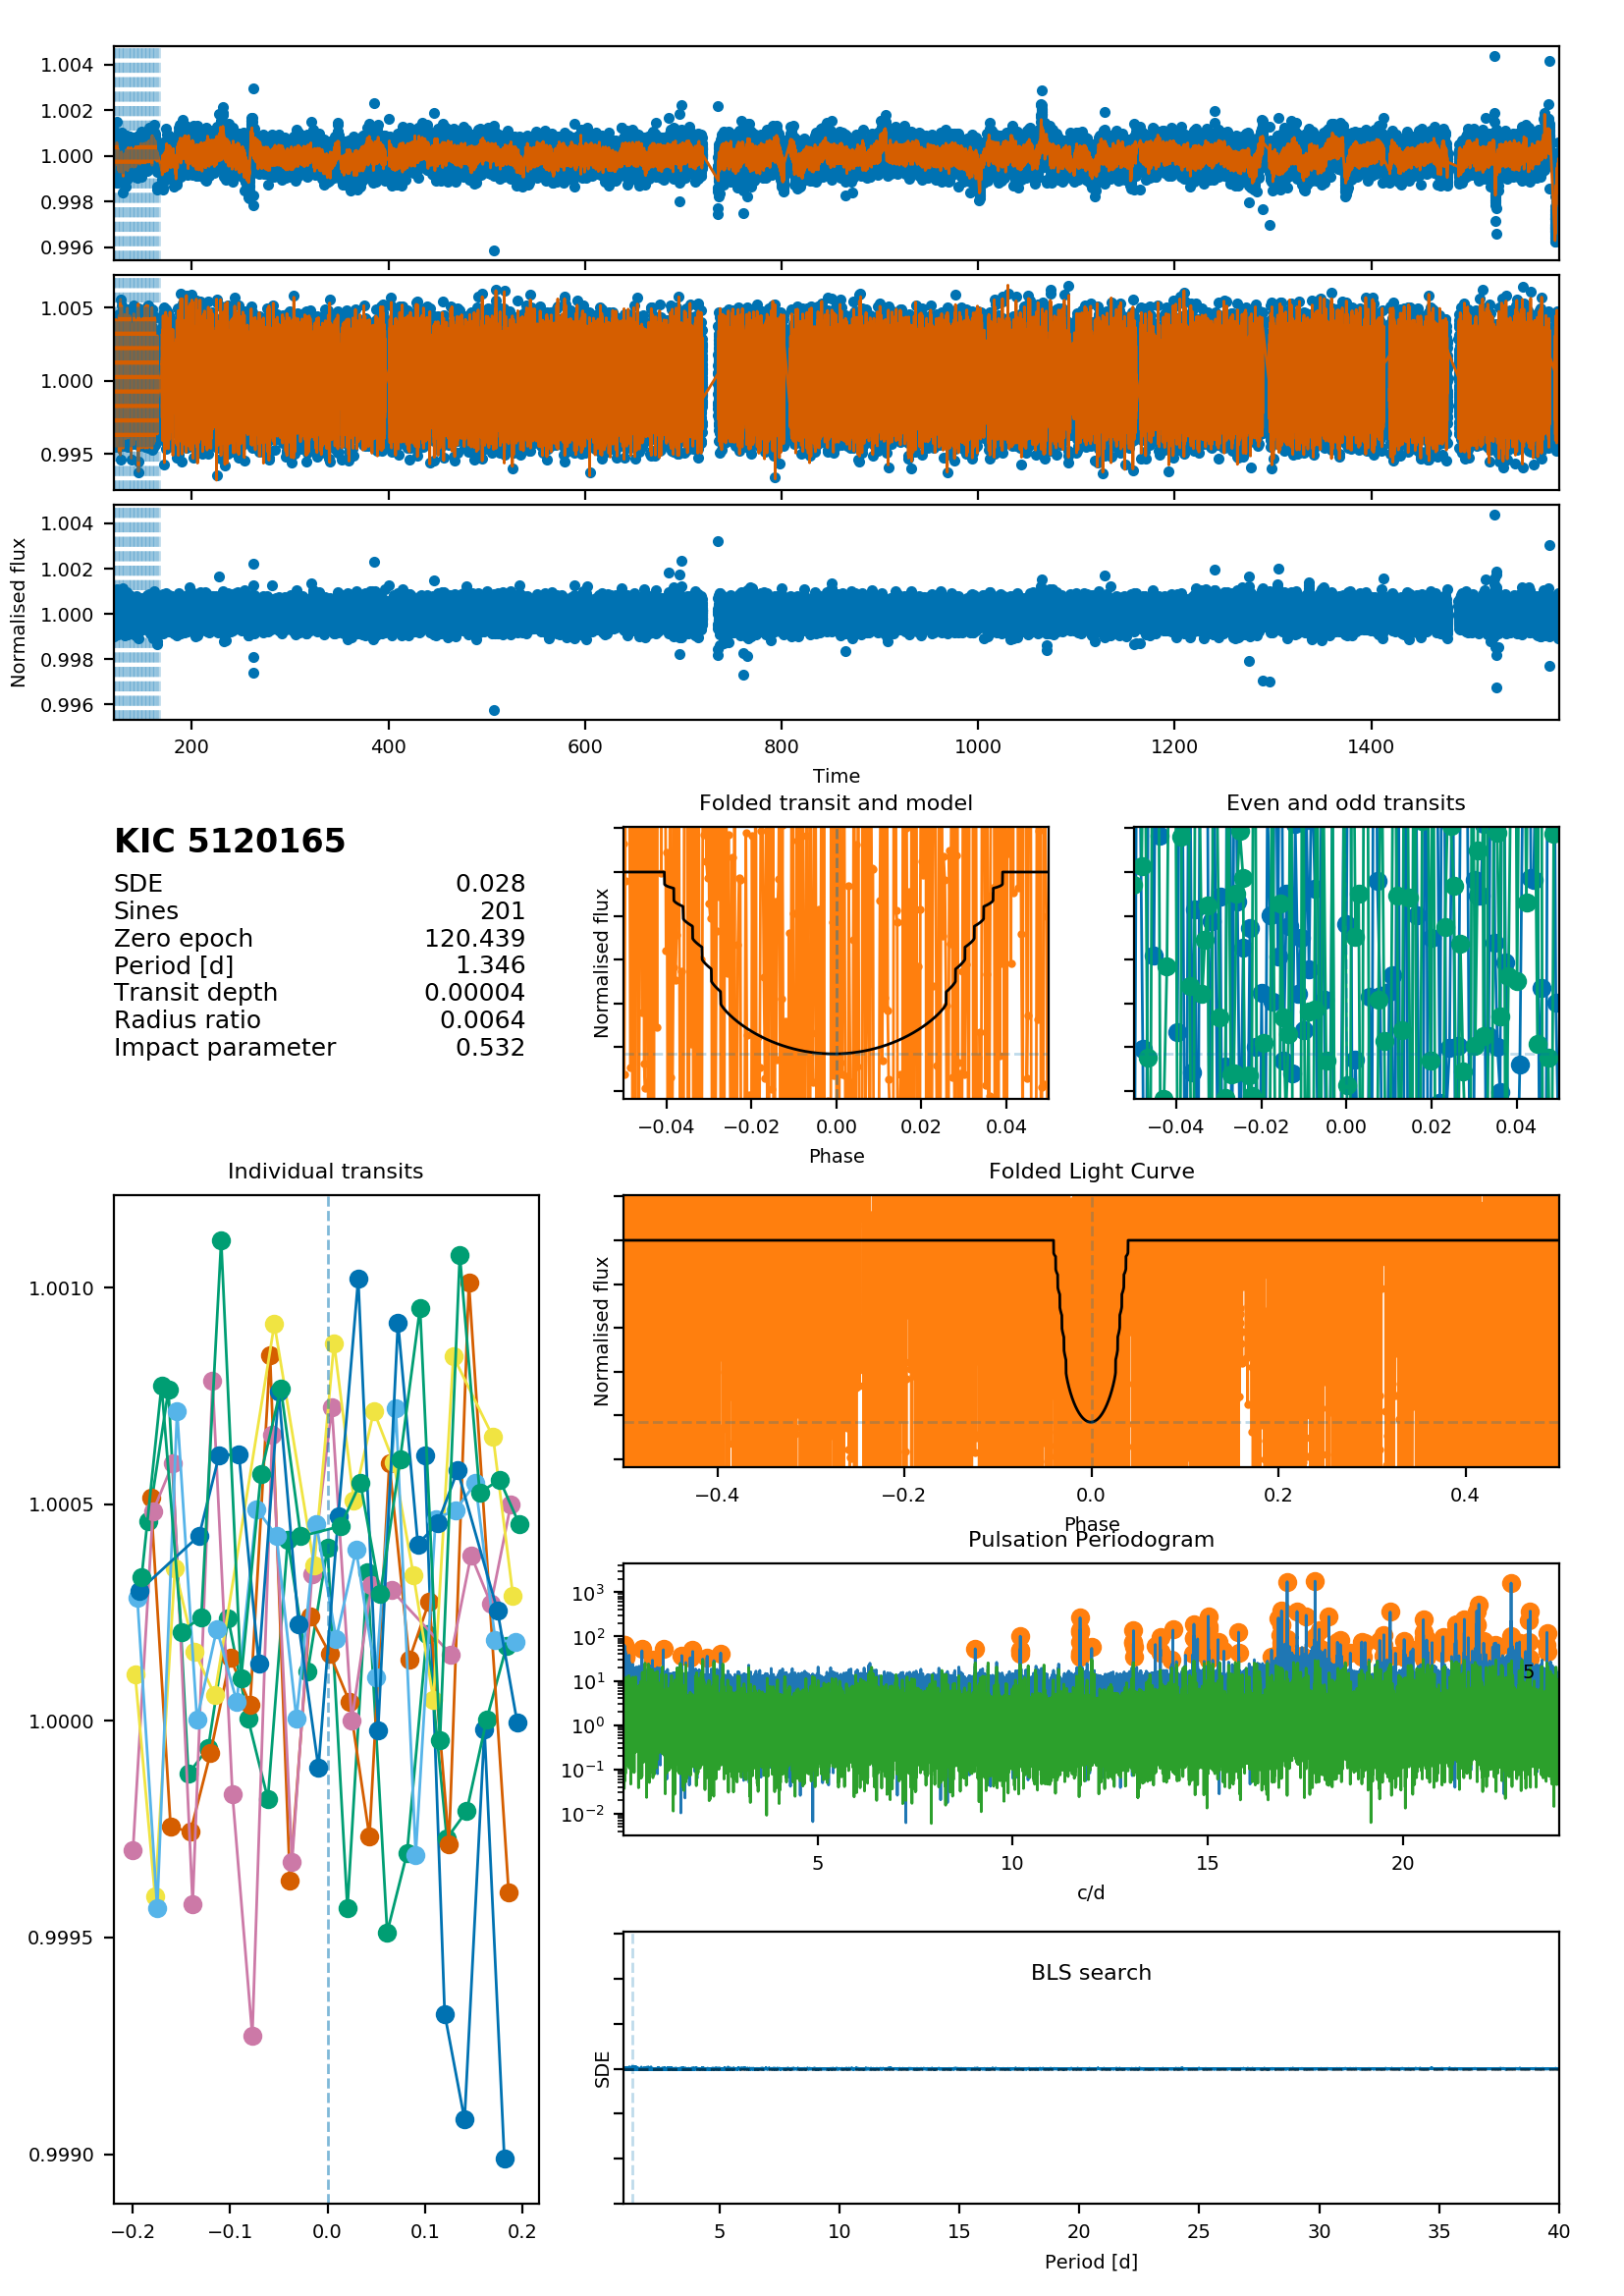 1.004
1.002
1.000
0.998
0.996
1.005
1.000
0.995
1.004
1.002
1.000
0.998
0.996
Normalised flux
200 400 600 800 1000 1200 1400
Time
KIC 5120165
SDE 0.028
Sines 201
Zero epoch 120.439
Period [d] 1.346
Transit depth 0.00004
Radius ratio 0.0064
Impact parameter 0.532
Folded transit and model
Normalised flux
−0.04 −0.02 0.00 0.02 0.04
Phase
Even and odd transits
−0.04 −0.02 0.00 0.02 0.04
Individual transits
1.0010
1.0005
1.0000
0.9995
0.9990
−0.2 −0.1 0.0 0.1 0.2
Folded Light Curve
Normalised flux
−0.4 −0.2 0.0 0.2 0.4
Phase
Pulsation Periodogram
10³
10²
10¹
10⁰
10⁻¹
10⁻²
5
5 10 15 20
c/d
BLS search
SDE
5 10 15 20 25 30 35 40
Period [d]